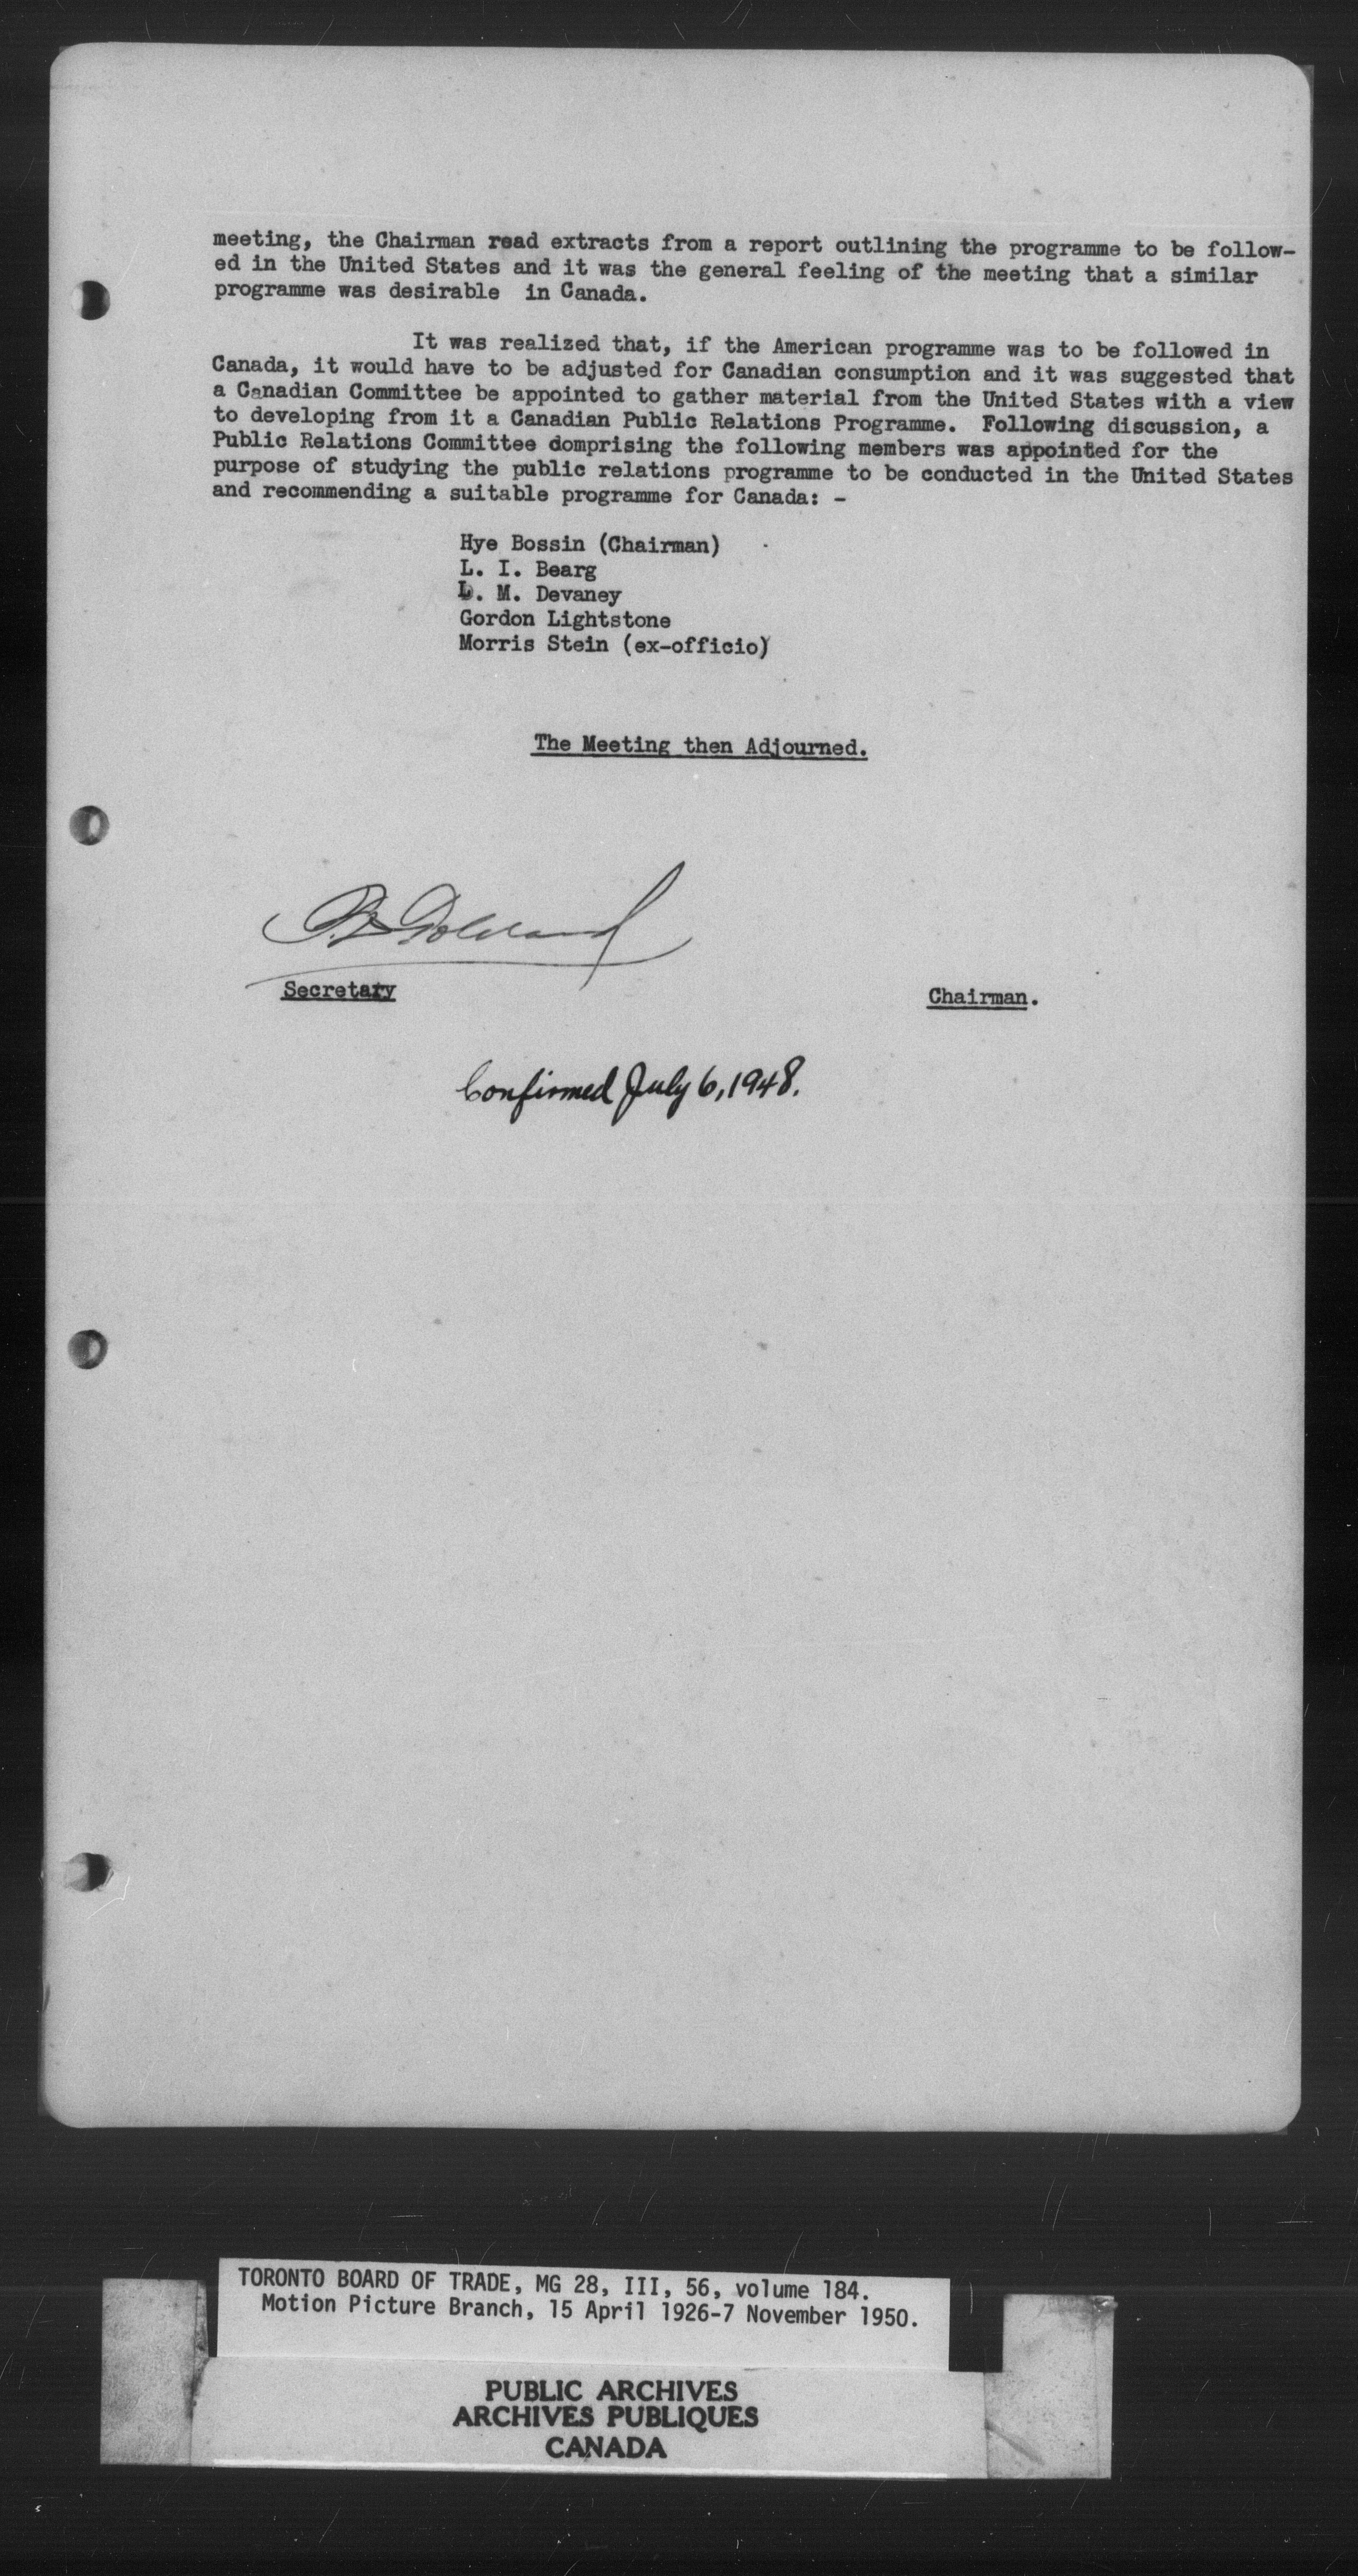 meeting, the Chairman read extracts from a report outlining the programme to be follow-
ed in the United States and it was the general feeling of the meeting that a similar
programme was desirable in Canada.
It was realized that, if the American programme was to be followed in
Canada, it would have to be adjusted for Canadian consumption and it was suggested that
a Canadian Committee be appointed to gather material from the United States with a view
to developing from it a Canadian Public Relations Programme. Following discussion, a
Public Relations Committee domprising the following members was appointed for the
purpose of studying the public relations programme to be conducted in the United States
and recommending a suitable programme for Canada: -
Hye Bossin (Chairman)
L. I. Bearg
L. M. Devaney
Gordon Lightstone
Morris Stein (ex-officio)
The Meeting then Adjourned.
Secretary
Chairman.
Confirmed July 6, 1948.
TORONTO BOARD OF TRADE, MG 28, III, 56, volume 184.
Motion Picture Branch, 15 April 1926-7 November 1950.
PUBLIC ARCHIVES
ARCHIVES PUBLIQUES
CANADA